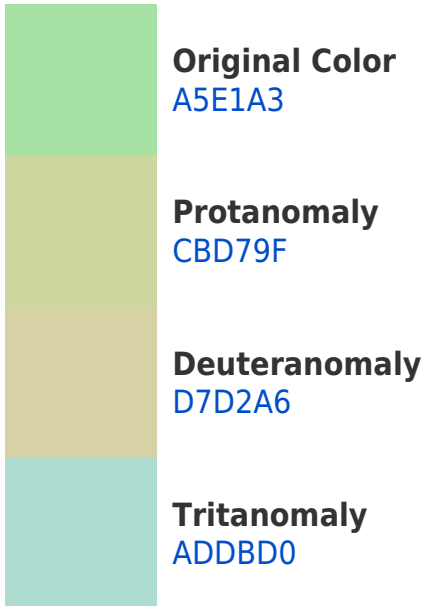 Original Color
A5E1A3
Protanomaly
CBD79F
Deuteranomaly
D7D2A6
Tritanomaly
ADDBD0